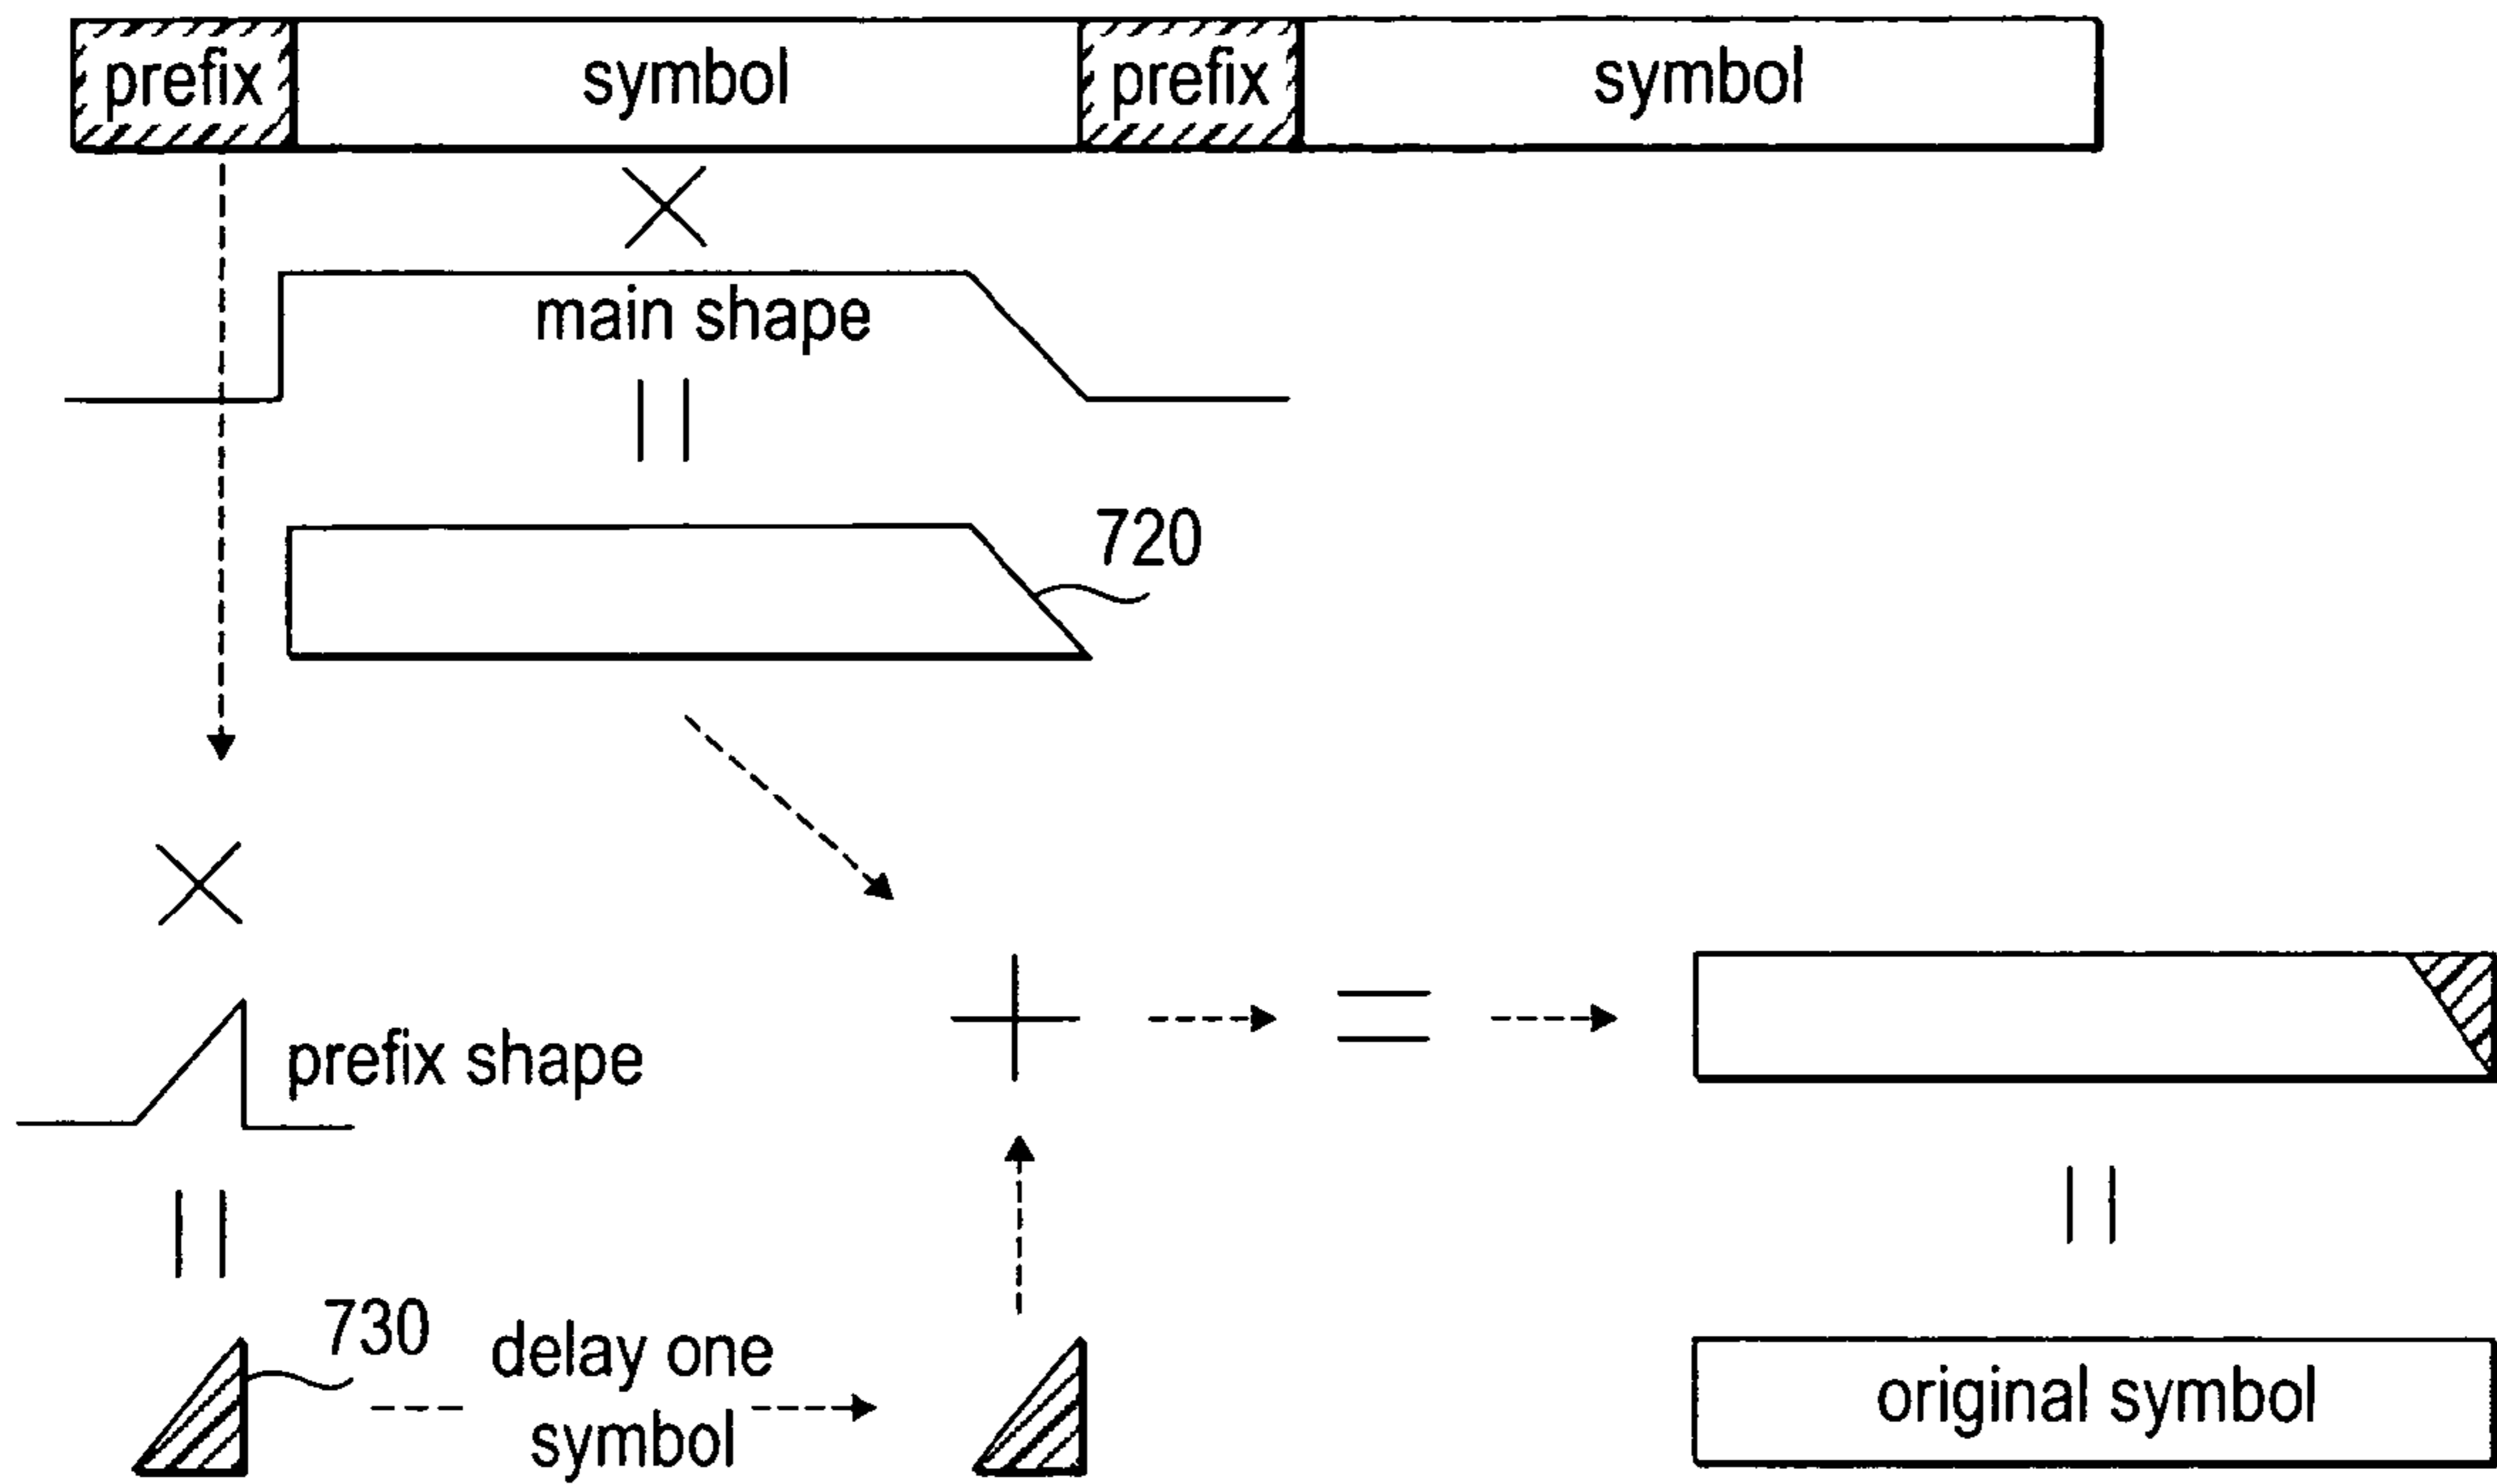 prefix symbol prefix symbol
main shape
720
prefix shape
730
delay one
symbol
original symbol